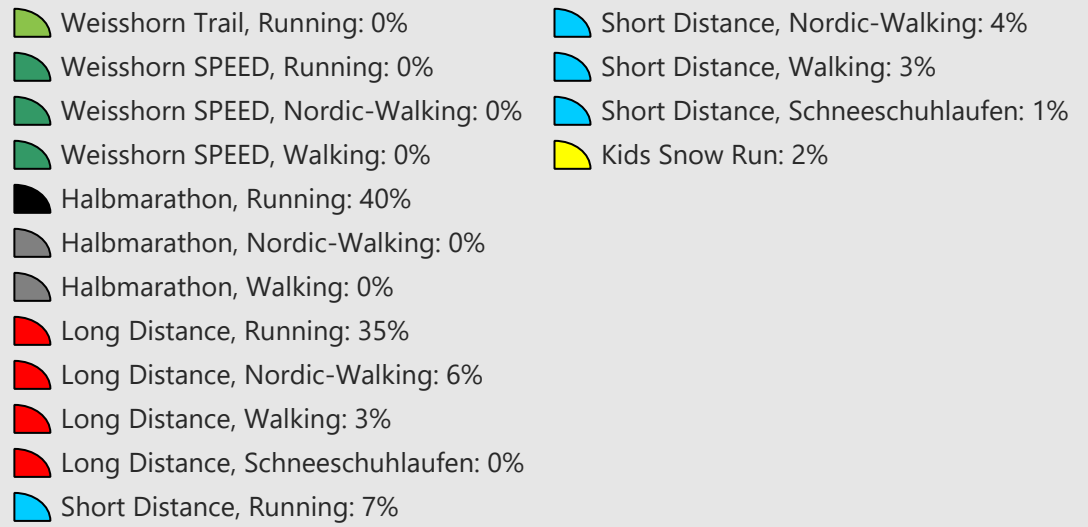 Weisshorn Trail, Running: 0%
Weisshorn SPEED, Running: 0%
Weisshorn SPEED, Nordic-Walking: 0%
Weisshorn SPEED, Walking: 0%
Halbmarathon, Running: 40%
Halbmarathon, Nordic-Walking: 0%
Halbmarathon, Walking: 0%
Long Distance, Running: 35%
Long Distance, Nordic-Walking: 6%
Long Distance, Walking: 3%
Long Distance, Schneeschuhlaufen: 0%
Short Distance, Running: 7%
Short Distance, Nordic-Walking: 4%
Short Distance, Walking: 3%
Short Distance, Schneeschuhlaufen: 1%
Kids Snow Run: 2%